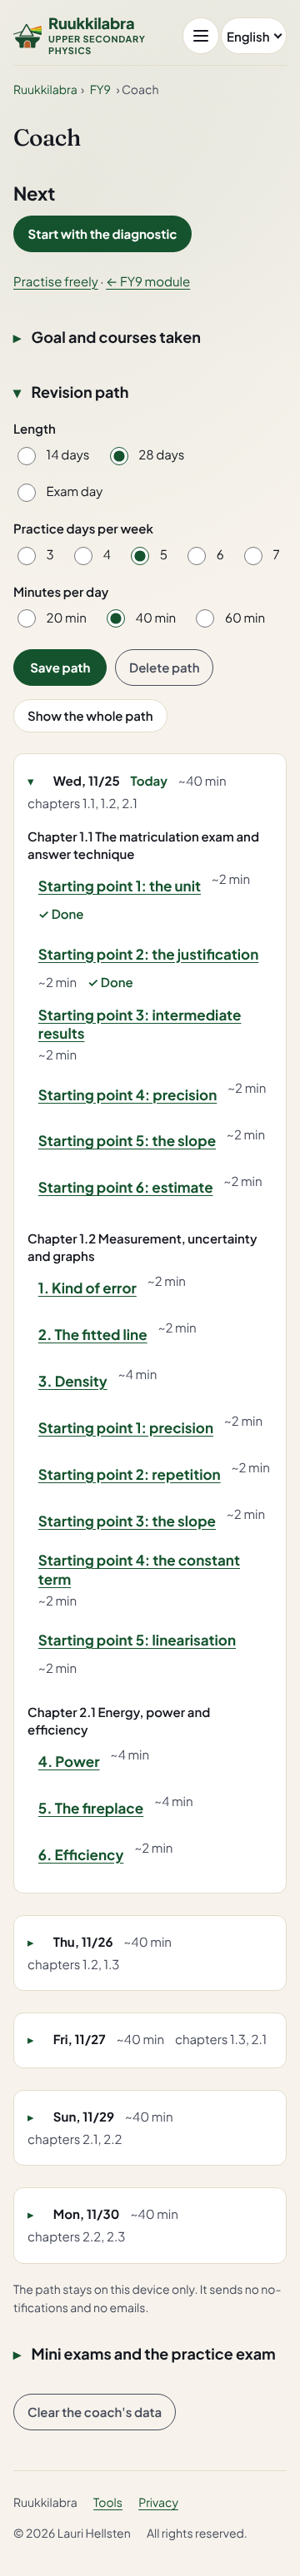 Ruukkilabra
UPPER SECONDARY
PHYSICS
English
Ruukkilabra › FY9 › Coach
Coach
Next
Start with the diagnostic
Practise freely · ← FY9 module
▸ Goal and courses taken
▾ Revision path
Length
14 days 28 days
Exam day
Practice days per week
3 4 5 6 7
Minutes per day
20 min 40 min 60 min
Save path Delete path
Show the whole path
▾ Wed, 11/25 Today ~40 min
chapters 1.1, 1.2, 2.1
Chapter 1.1 The matriculation exam and
answer technique
Starting point 1: the unit ~2 min
✓ Done
Starting point 2: the justification
~2 min ✓ Done
Starting point 3: intermediate
results
~2 min
Starting point 4: precision ~2 min
Starting point 5: the slope ~2 min
Starting point 6: estimate ~2 min
Chapter 1.2 Measurement, uncertainty
and graphs
1. Kind of error ~2 min
2. The fitted line ~2 min
3. Density ~4 min
Starting point 1: precision ~2 min
Starting point 2: repetition ~2 min
Starting point 3: the slope ~2 min
Starting point 4: the constant
term
~2 min
Starting point 5: linearisation
~2 min
Chapter 2.1 Energy, power and
efficiency
4. Power ~4 min
5. The fireplace ~4 min
6. Efficiency ~2 min
▸ Thu, 11/26 ~40 min
chapters 1.2, 1.3
▸ Fri, 11/27 ~40 min chapters 1.3, 2.1
▸ Sun, 11/29 ~40 min
chapters 2.1, 2.2
▸ Mon, 11/30 ~40 min
chapters 2.2, 2.3
The path stays on this device only. It sends no no-
tifications and no emails.
▸ Mini exams and the practice exam
Clear the coach's data
Ruukkilabra Tools Privacy
© 2026 Lauri Hellsten All rights reserved.